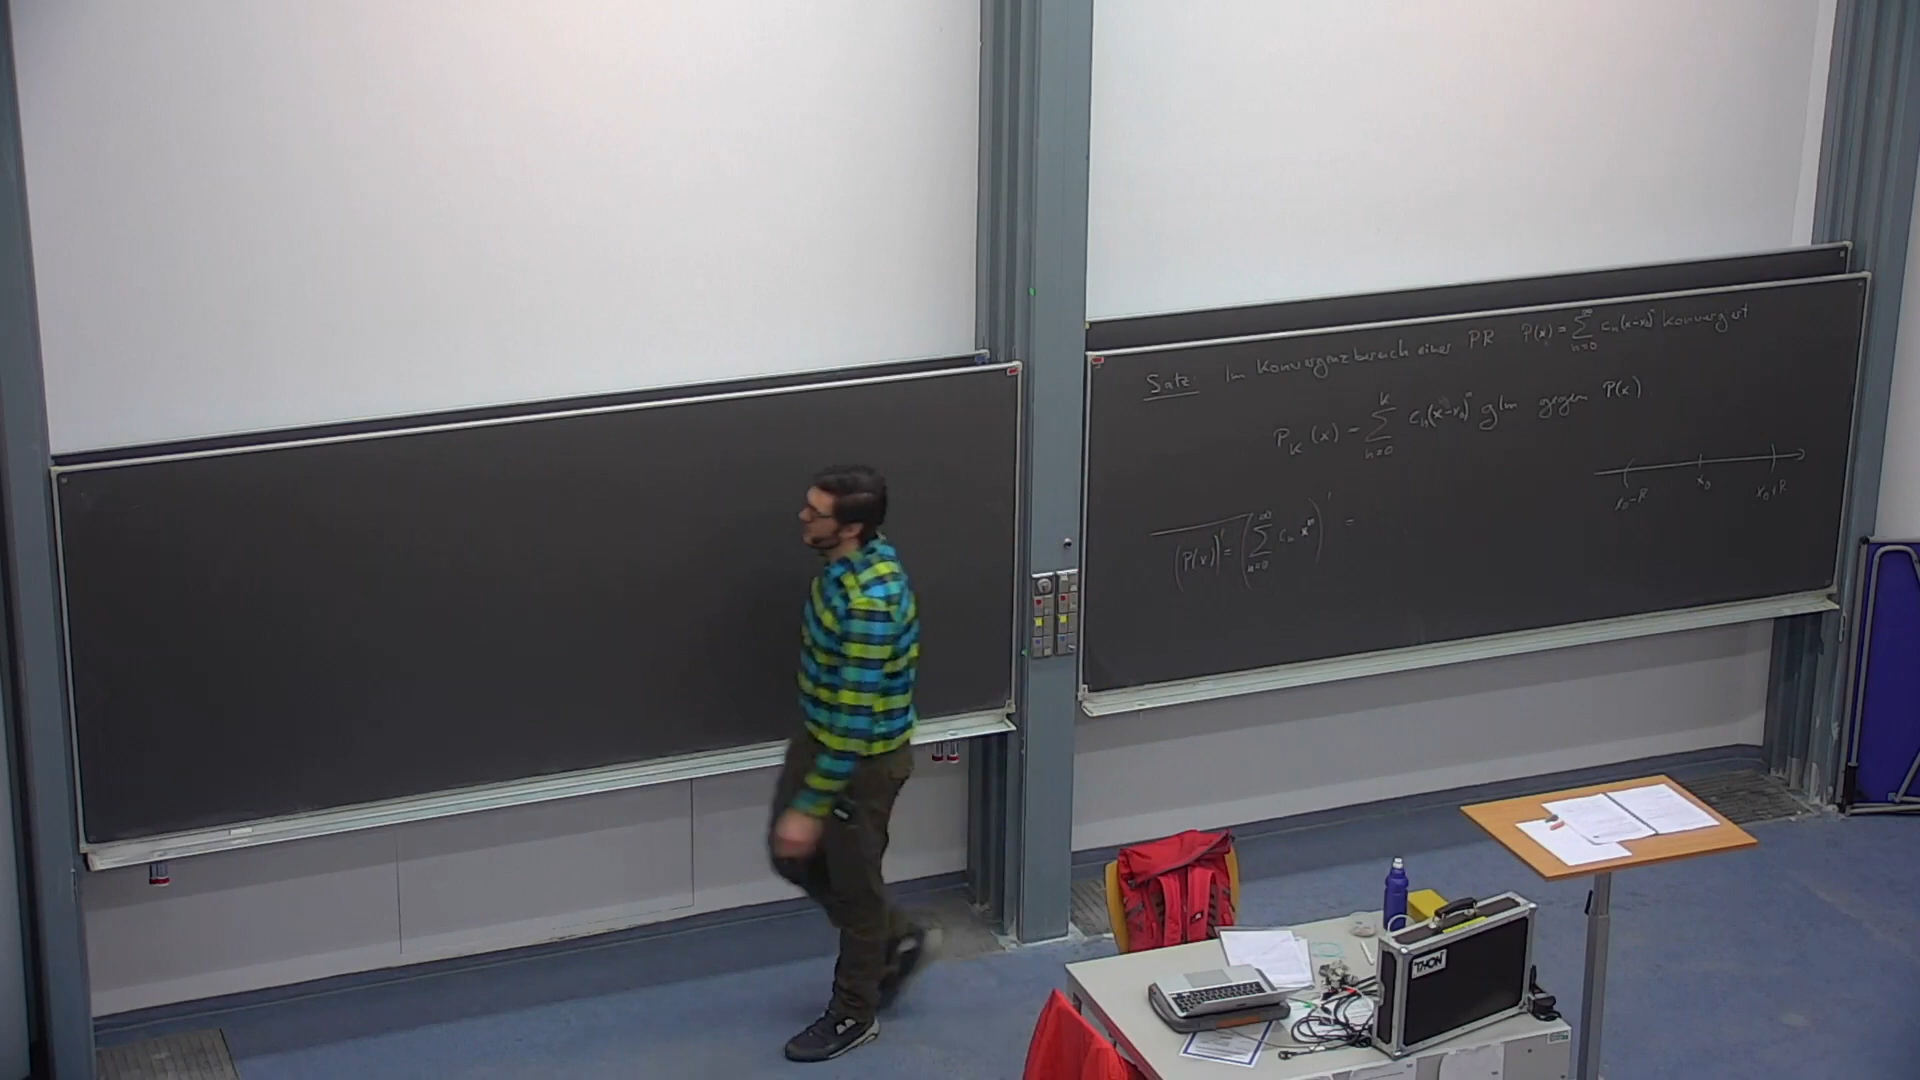 Satz: Im Konvergenzbereich einer PR P(x) = ∑_{n=0}^{∞} c_n(x-x_0)^n konvergiert
P_K(x) = ∑_{n=0}^{K} c_n(x-x_0)^n glm gegen P(x)
x_0-R x_0 x_0+R
(P(x))' = (∑_{n=0}^{∞} c_n x^n)' =
THON